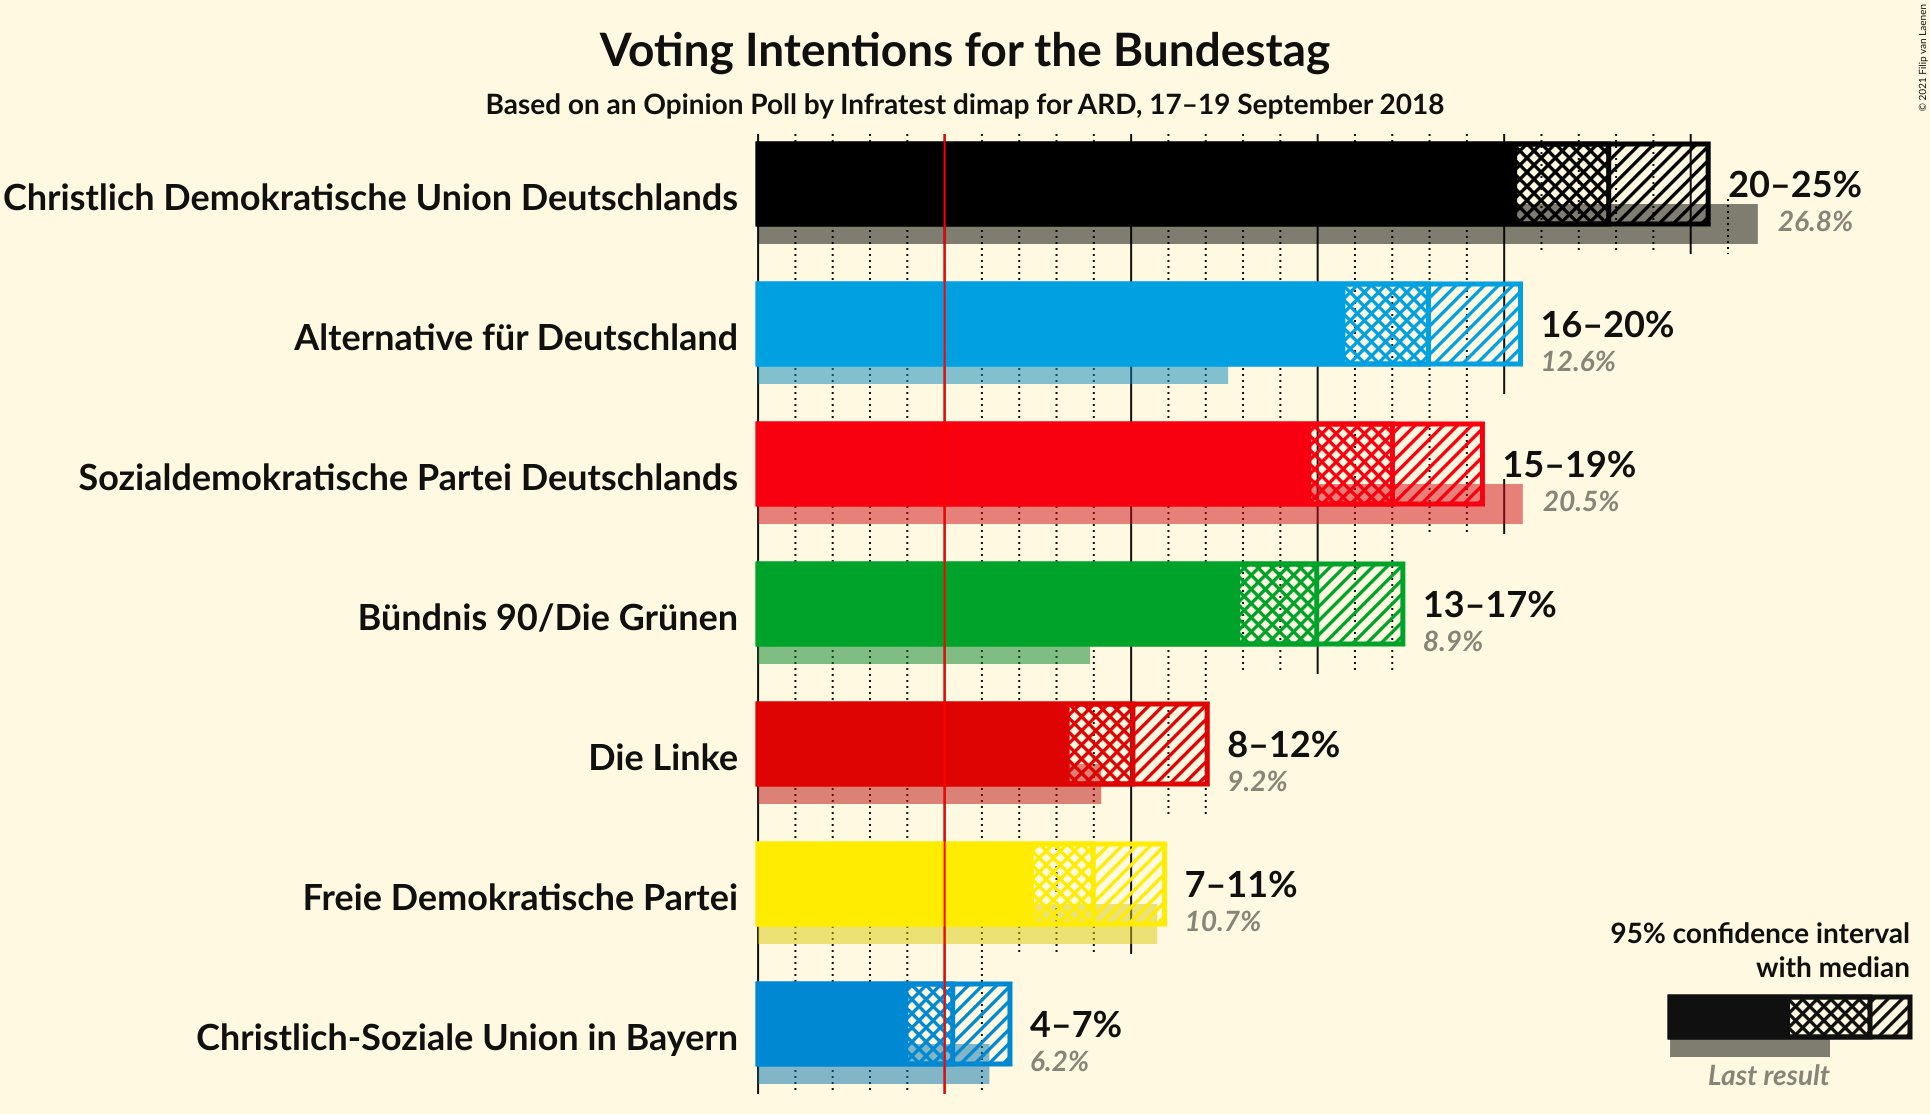 Voting Intentions for the Bundestag
Based on an Opinion Poll by Infratest dimap for ARD, 17–19 September 2018
© 2021 Filip van Laenen
Christlich Demokratische Union Deutschlands
20–25%
26.8%
Alternative für Deutschland
16–20%
12.6%
Sozialdemokratische Partei Deutschlands
15–19%
20.5%
Bündnis 90/Die Grünen
13–17%
8.9%
Die Linke
8–12%
9.2%
Freie Demokratische Partei
7–11%
10.7%
Christlich-Soziale Union in Bayern
4–7%
6.2%
95% confidence interval
with median
Last result